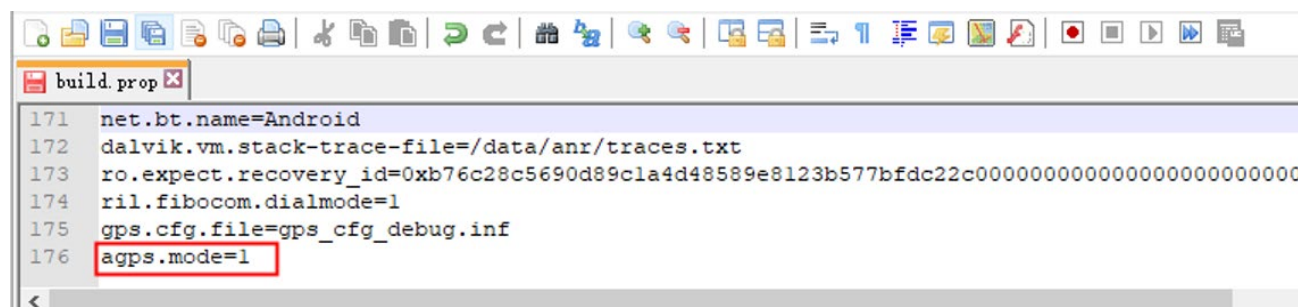 build.prop
171 net.bt.name=Android
172 dalvik.vm.stack-trace-file=/data/anr/traces.txt
173 ro.expect.recovery_id=0xb76c28c5690d89c1a4d48589e8123b577bfdc22c000000000000000000000000
174 ril.fibocom.dialmode=1
175 gps.cfg.file=gps_cfg_debug.inf
176 agps.mode=1